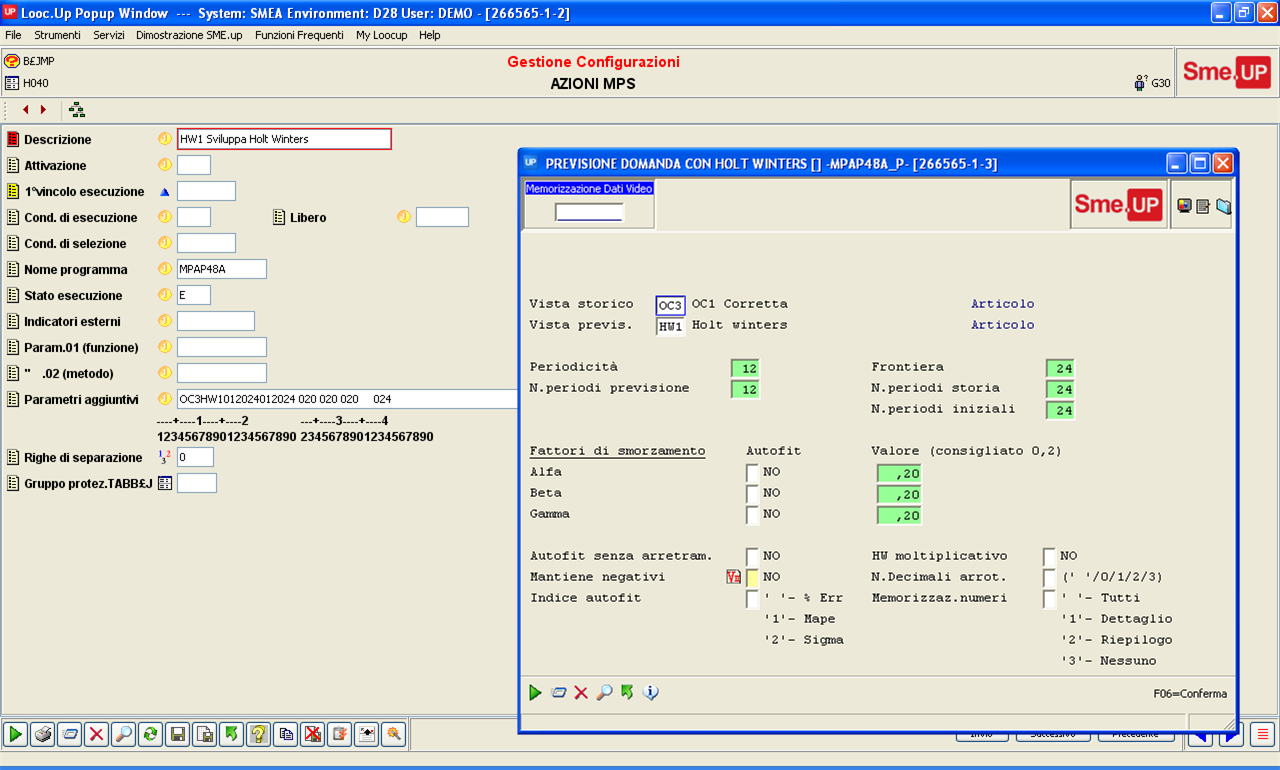 UP Looc.Up Popup Window --- System: SMEA Environment: D28 User: DEMO - [266565-1-2]
File Strumenti Servizi Dimostrazione SME.up Funzioni Frequenti My Loocup Help
B£JMP
Gestione Configurazioni
H040
AZIONI MPS
G30
Sme.UP
Descrizione HW1 Sviluppa Holt Winters
Attivazione
1°vincolo esecuzione
Cond. di esecuzione Libero
Cond. di selezione
Nome programma MPAP48A
Stato esecuzione E
Indicatori esterni
Param.01 (funzione)
" .02 (metodo)
Parametri aggiuntivi OC3HW1012024012024 020 020 020 024
----+----1----+----2 ---+----3----+----4
12345678901234567890 2345678901234567890
Righe di separazione 0
Gruppo protez.TABB£J
UP PREVISIONE DOMANDA CON HOLT WINTERS [] -MPAP48A_P- [266565-1-3]
Memorizzazione Dati Video
Sme.UP
Vista storico OC3 OC1 Corretta Articolo
Vista previs. HW1 Holt winters Articolo
Periodicità 12 Frontiera 24
N.periodi previsione 12 N.periodi storia 24
N.periodi iniziali 24
Fattori di smorzamento Autofit Valore (consigliato 0,2)
Alfa NO ,20
Beta NO ,20
Gamma NO ,20
Autofit senza arretram. NO HW moltiplicativo NO
Mantiene negativi NO N.Decimali arrot. (' '/0/1/2/3)
Indice autofit ' '- % Err Memorizzaz.numeri ' '- Tutti
'1'- Mape '1'- Dettaglio
'2'- Sigma '2'- Riepilogo
'3'- Nessuno
F06=Conferma
Invio Successivo Precedente